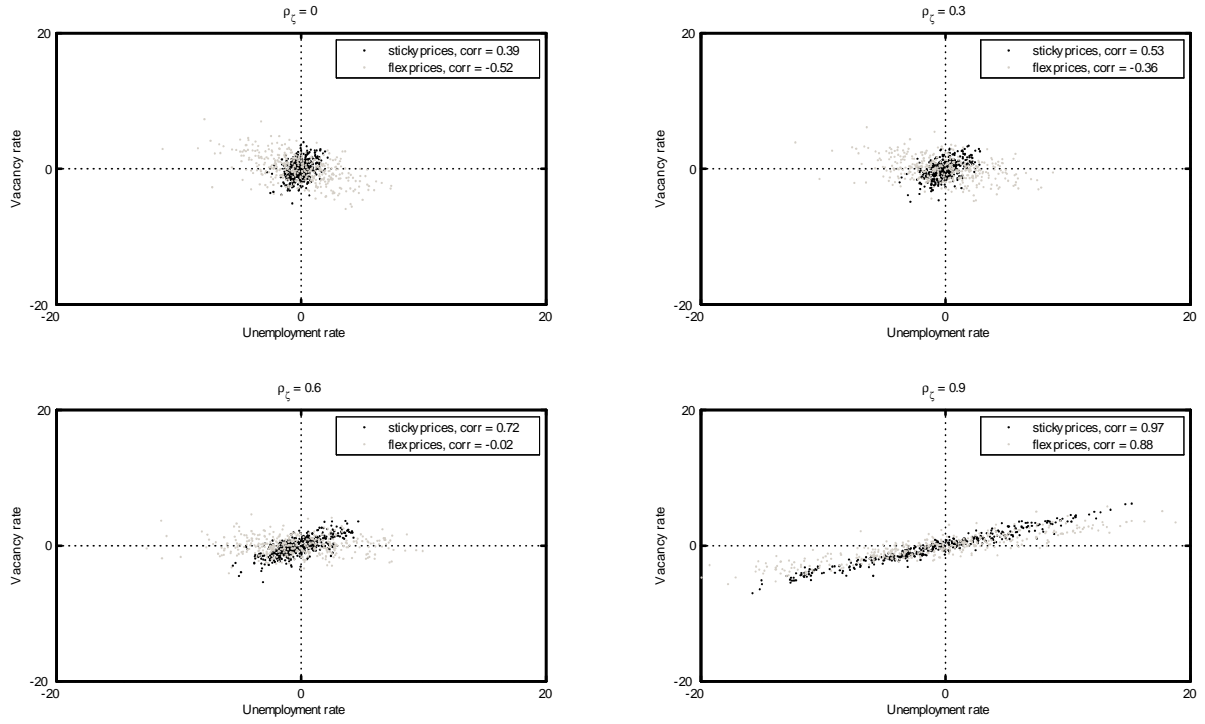 ρζ = 0
20
sticky prices, corr = 0.39
flex prices, corr = -0.52
Vacancy rate
0
-20
-20
0
20
Unemployment rate
ρζ = 0.3
20
sticky prices, corr = 0.53
flex prices, corr = -0.36
Vacancy rate
0
-20
-20
0
20
Unemployment rate
ρζ = 0.6
20
sticky prices, corr = 0.72
flex prices, corr = -0.02
Vacancy rate
0
-20
-20
0
20
Unemployment rate
ρζ = 0.9
20
sticky prices, corr = 0.97
flex prices, corr = 0.88
Vacancy rate
0
-20
-20
0
20
Unemployment rate